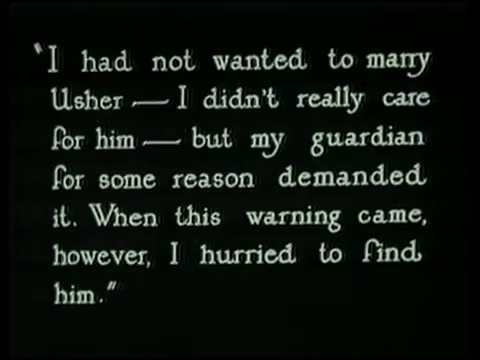 "I had not wanted to marry
Usher — I didn't really care
for him — but my guardian
for some reason demanded
it. When this warning came,
however, I hurried to find
him."